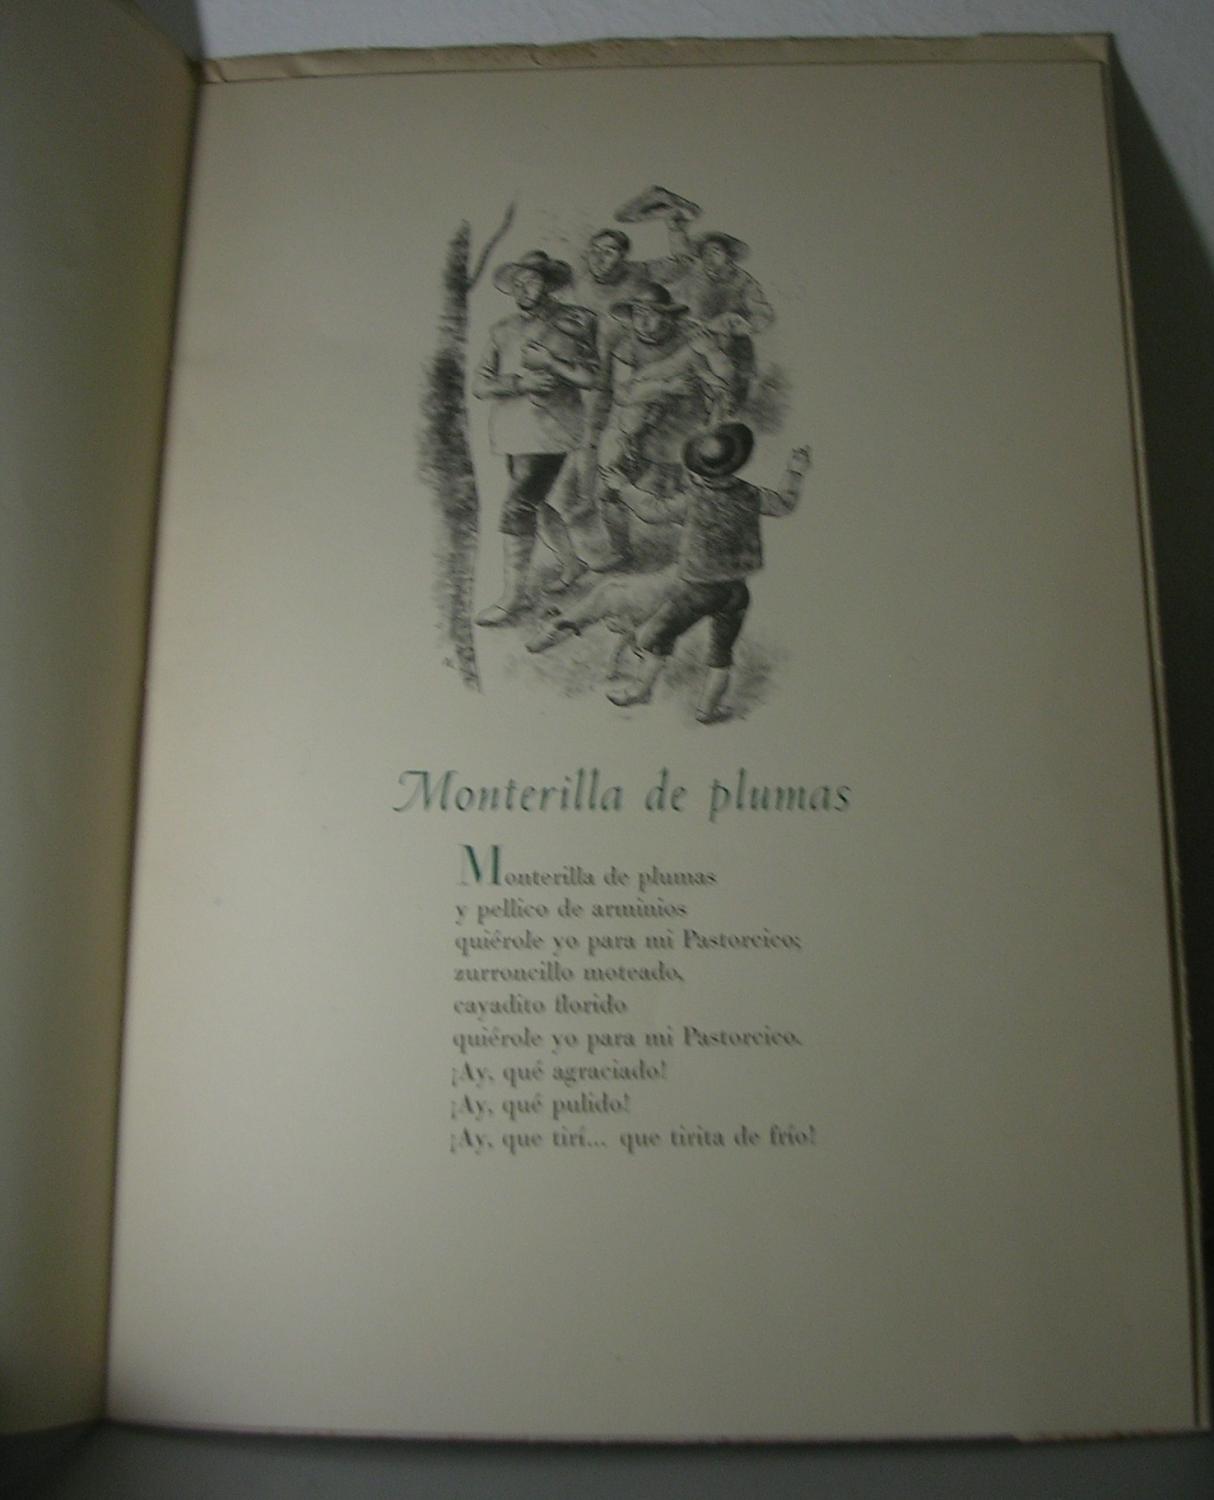 Monterilla de plumas
Monterilla de plumas
y pellico de arminios
quiérole yo para mi Pastorcico;
zurroncillo moteado,
cayadito florido
quiérole yo para mi Pastorcico.
¡Ay, qué agraciado!
¡Ay, qué pulido!
¡Ay, que tirí... que tirita de frío!